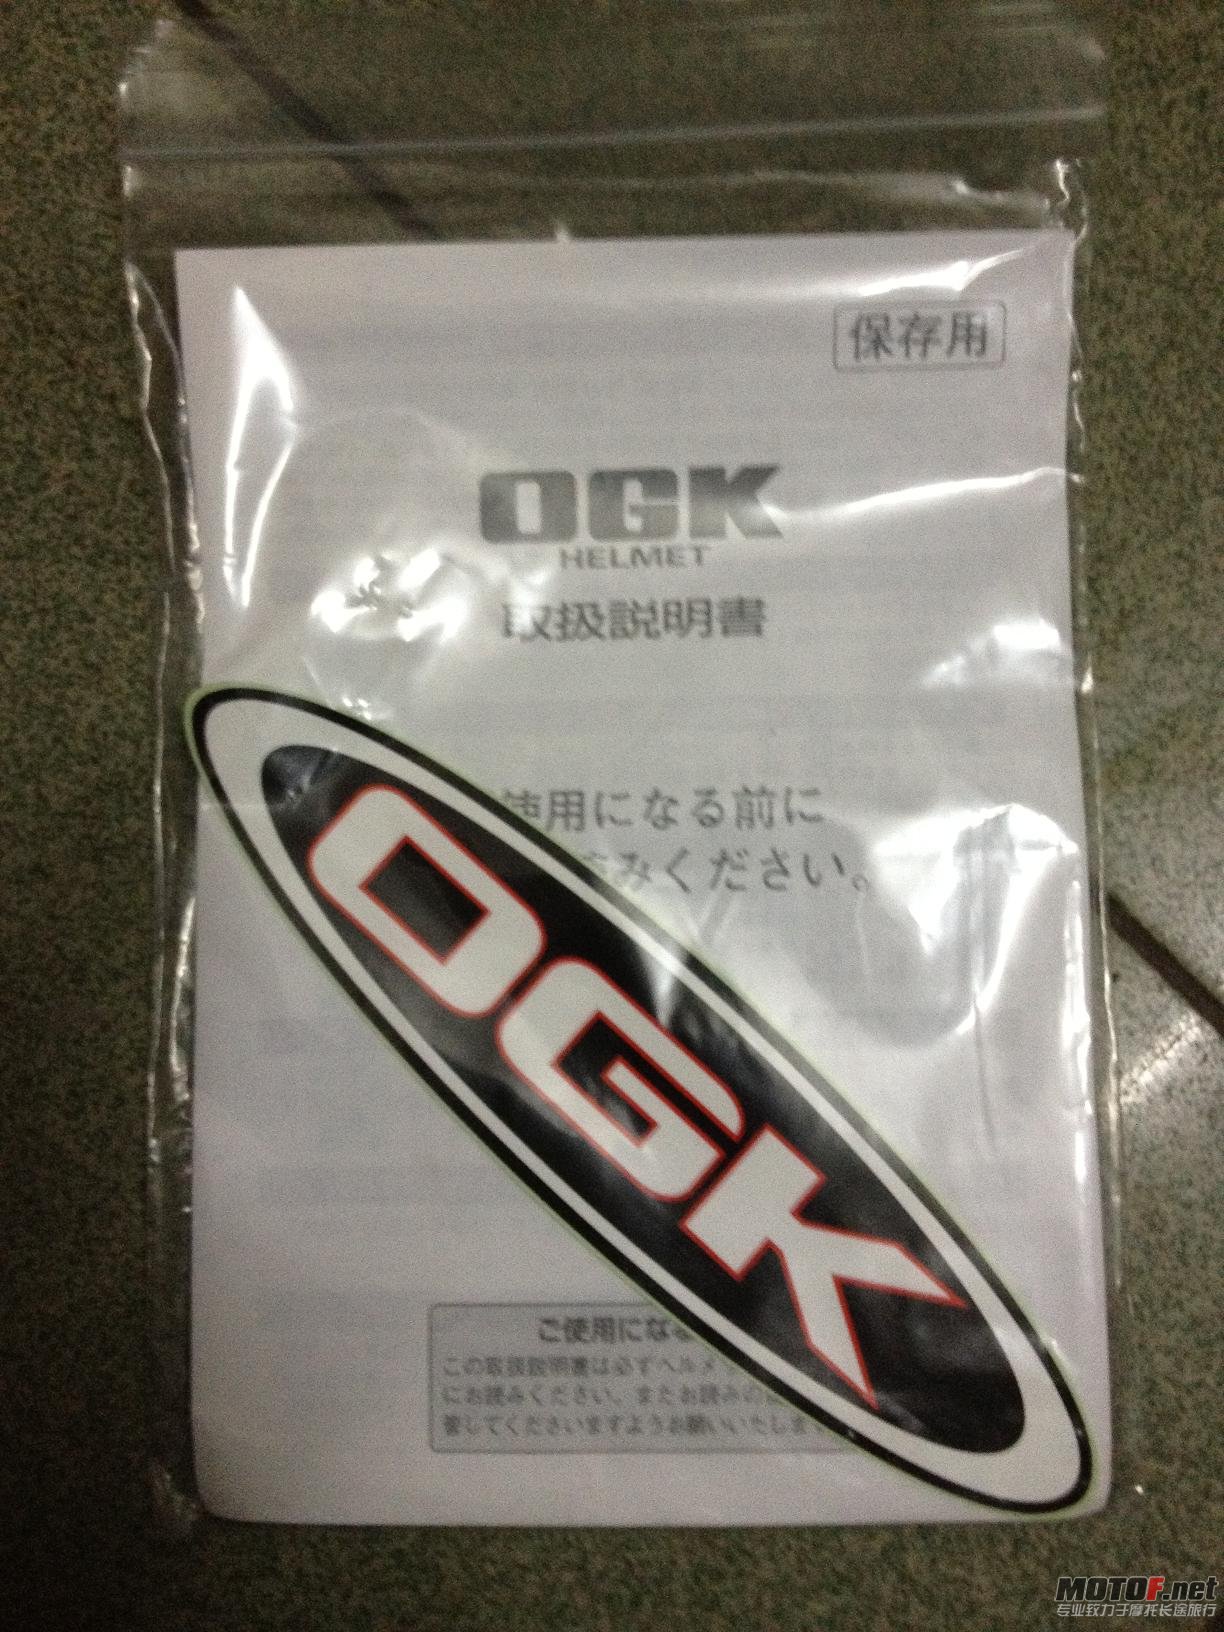 保存用
OGK
HELMET
取扱説明書
使用になる前に
みください。
OGK
ご使用になる
この取扱説明書は必ずヘルメ
にお読みください。またお読みの
してくださいますようお願いいたしま
MOTOF.net
专业致力于摩托长途旅行